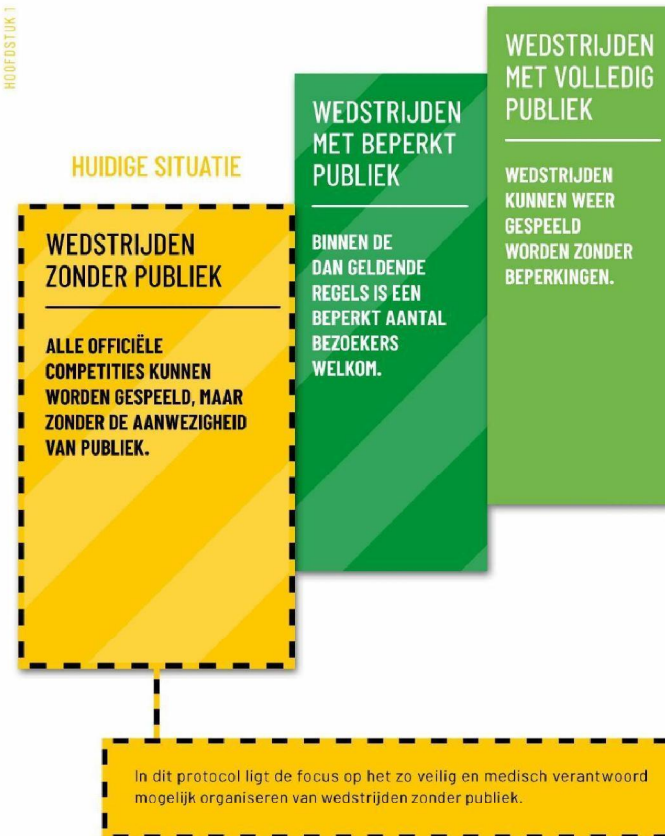 HOOFDSTUK 1
HUIDIGE SITUATIE
WEDSTRIJDEN
ZONDER PUBLIEK
ALLE OFFICIËLE
COMPETITIES KUNNEN
WORDEN GESPEELD, MAAR
ZONDER DE AANWEZIGHEID
VAN PUBLIEK.
WEDSTRIJDEN
MET BEPERKT
PUBLIEK
BINNEN DE
DAN GELDENDE
REGELS IS EEN
BEPERKT AANTAL
BEZOEKERS
WELKOM.
WEDSTRIJDEN
MET VOLLEDIG
PUBLIEK
WEDSTRIJDEN
KUNNEN WEER
GESPEELD
WORDEN ZONDER
BEPERKINGEN.
In dit protocol ligt de focus op het zo veilig en medisch verantwoord
mogelijk organiseren van wedstrijden zonder publiek.